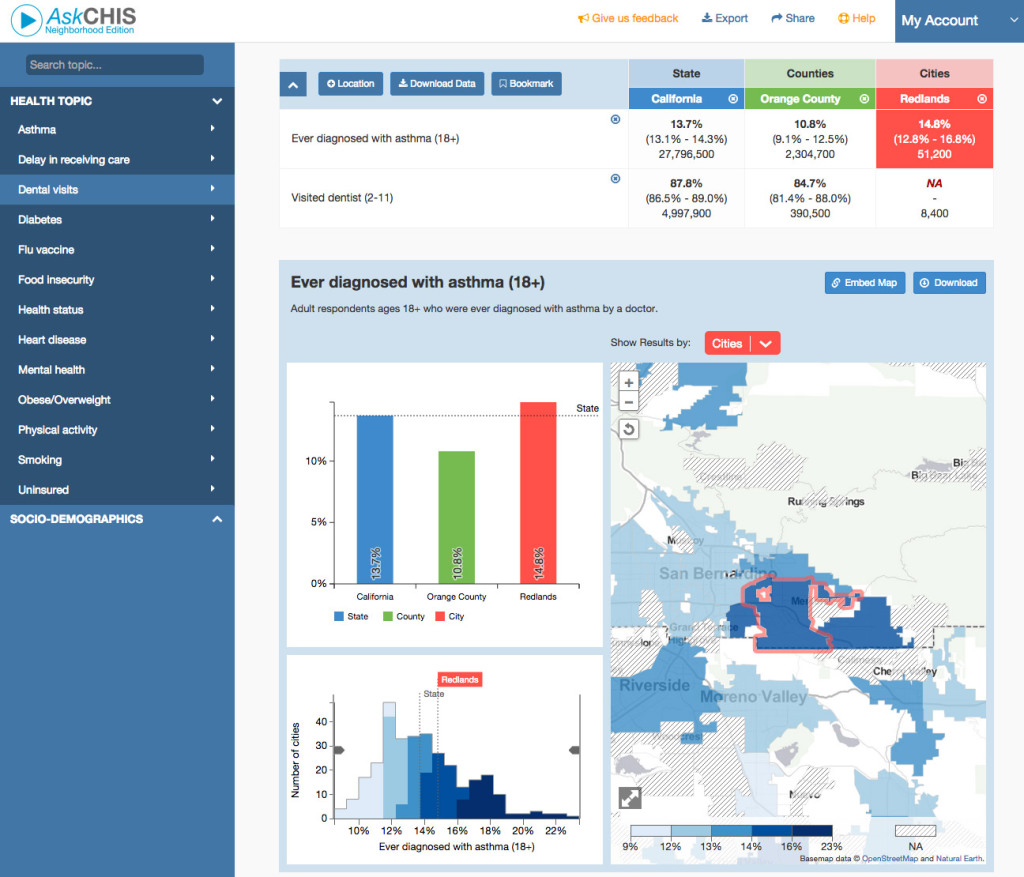 AskCHIS
Neighborhood Edition
Give us feedback
Export
Share
Help
My Account
Search topic...
HEALTH TOPIC
Asthma
Delay in receiving care
Dental visits
Diabetes
Flu vaccine
Food insecurity
Health status
Heart disease
Mental health
Obese/Overweight
Physical activity
Smoking
Uninsured
SOCIO-DEMOGRAPHICS
Location
Download Data
Bookmark
State
Counties
Cities
California
Orange County
Redlands
Ever diagnosed with asthma (18+)
13.7%
(13.1% - 14.3%)
27,796,500
10.8%
(9.1% - 12.5%)
2,304,700
14.8%
(12.8% - 16.8%)
51,200
Visited dentist (2-11)
87.8%
(86.5% - 89.0%)
4,997,900
84.7%
(81.4% - 88.0%)
390,500
NA
-
8,400
Ever diagnosed with asthma (18+)
Embed Map
Download
Adult respondents ages 18+ who were ever diagnosed with asthma by a doctor.
Show Results by:
Cities
State
10%
5%
0%
13.7%
10.8%
14.8%
California
Orange County
Redlands
State
County
City
Redlands
State
Number of cities
40
30
20
10
0
10%
12%
14%
16%
18%
20%
22%
Ever diagnosed with asthma (18+)
+
−
Crestline
Running Springs
San Bernardino
Grand Terrace
Riverside
Moreno Valley
Cherry Valley
Woodcrest
9%
12%
13%
14%
16%
23%
NA
Basemap data © OpenStreetMap and Natural Earth.